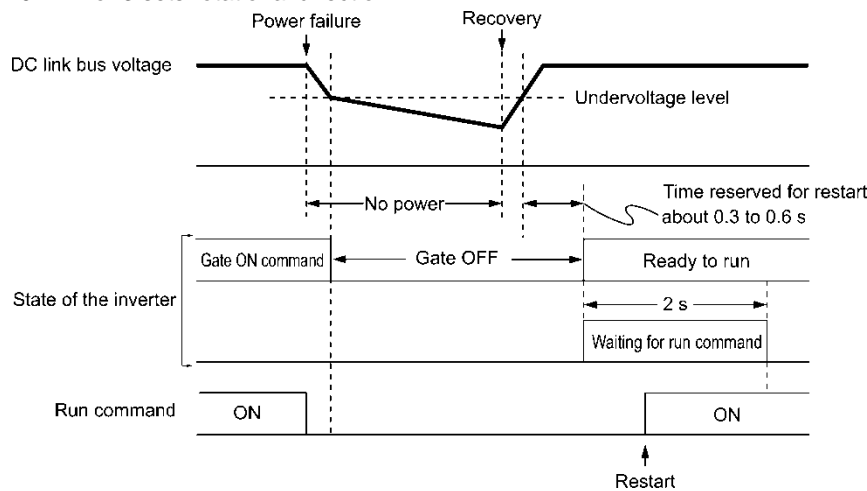 Power failure
Recovery
DC link bus voltage
Undervoltage level
No power
Time reserved for restart
about 0.3 to 0.6 s
State of the inverter
Gate ON command
Gate OFF
Ready to run
2 s
Waiting for run command
Run command
ON
ON
Restart